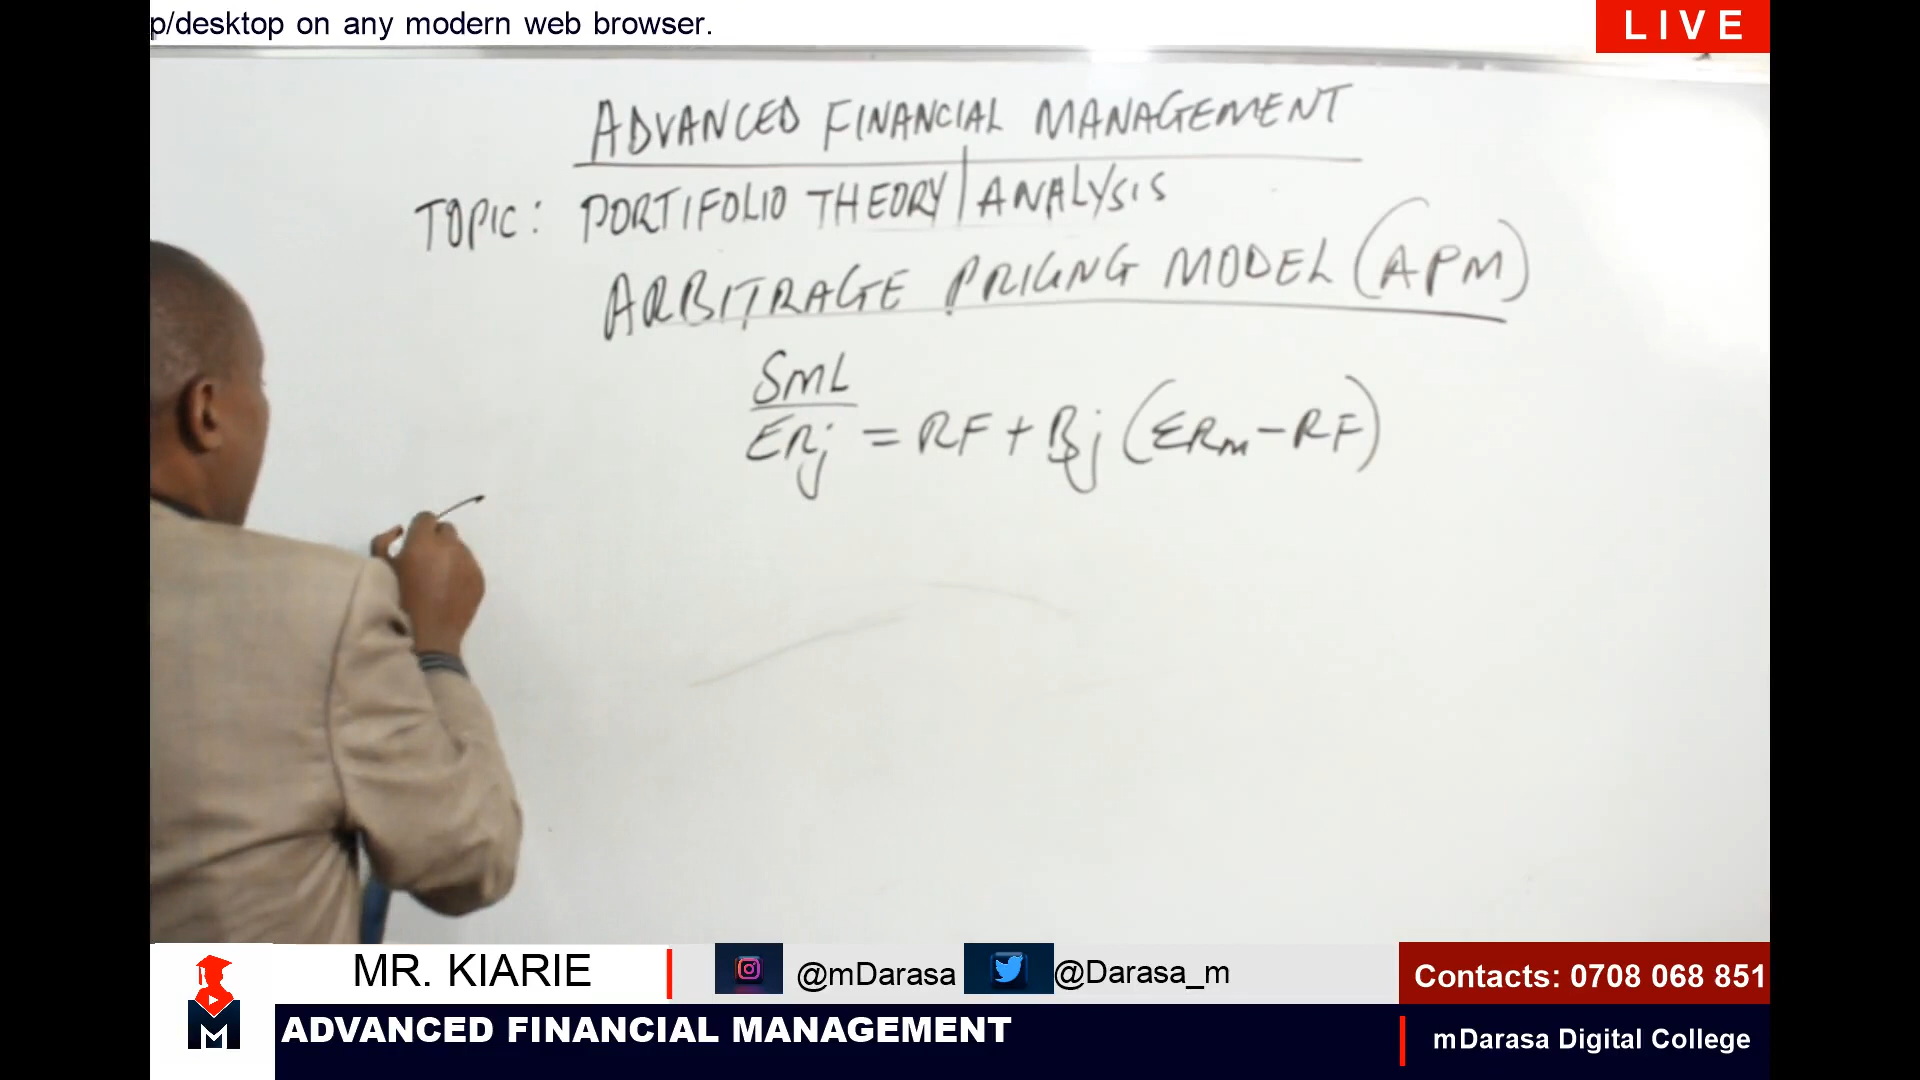 p/desktop on any modern web browser.
LIVE
ADVANCED FINANCIAL MANAGEMENT
TOPIC: PORTIFOLIO THEORY | ANALYSIS
ARBITRAGE PRICING MODEL (APM)
SML
ERj = RF + Bj (ERm - RF)
MR. KIARIE
@mDarasa
@Darasa_m
Contacts: 0708 068 851
M
ADVANCED FINANCIAL MANAGEMENT
mDarasa Digital College